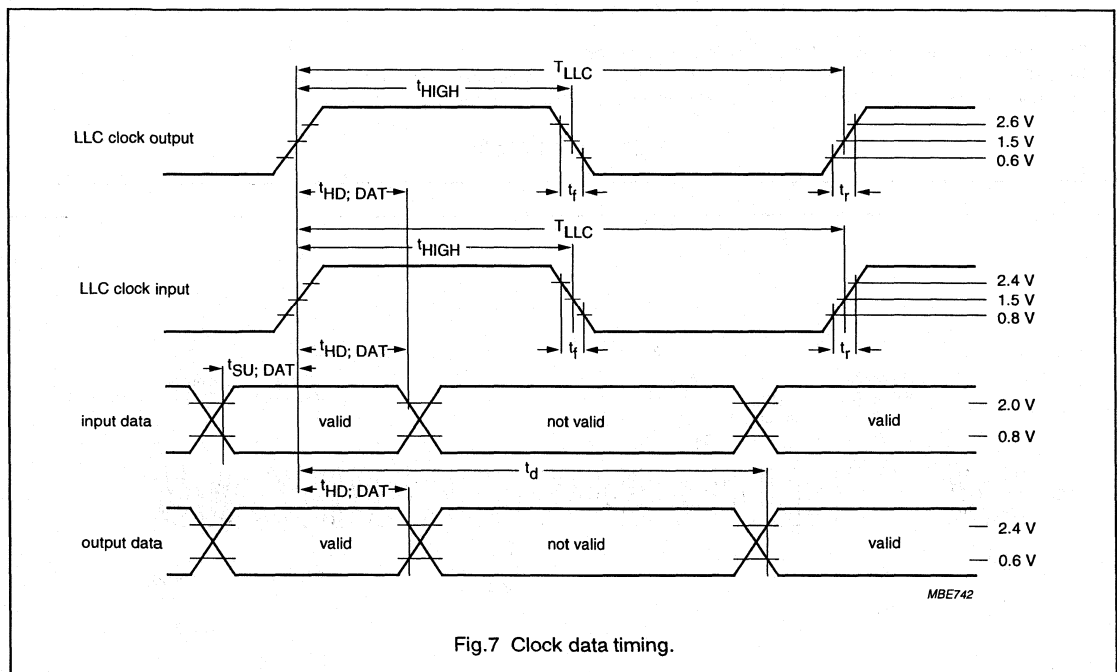 T_LLC
t_HIGH
LLC clock output
2.6 V
1.5 V
0.6 V
t_HD; DAT
t_f
t_r
T_LLC
t_HIGH
LLC clock input
2.4 V
1.5 V
0.8 V
t_HD; DAT
t_f
t_r
t_SU; DAT
input data
valid
not valid
valid
2.0 V
0.8 V
t_d
t_HD; DAT
output data
valid
not valid
valid
2.4 V
0.6 V
MBE742
Fig.7 Clock data timing.